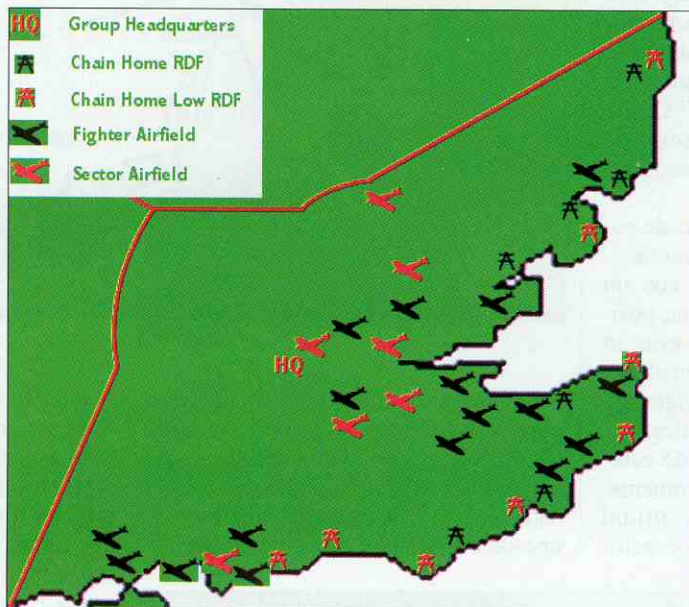 HQ Group Headquarters
Chain Home RDF
Chain Home Low RDF
Fighter Airfield
Sector Airfield
HQ